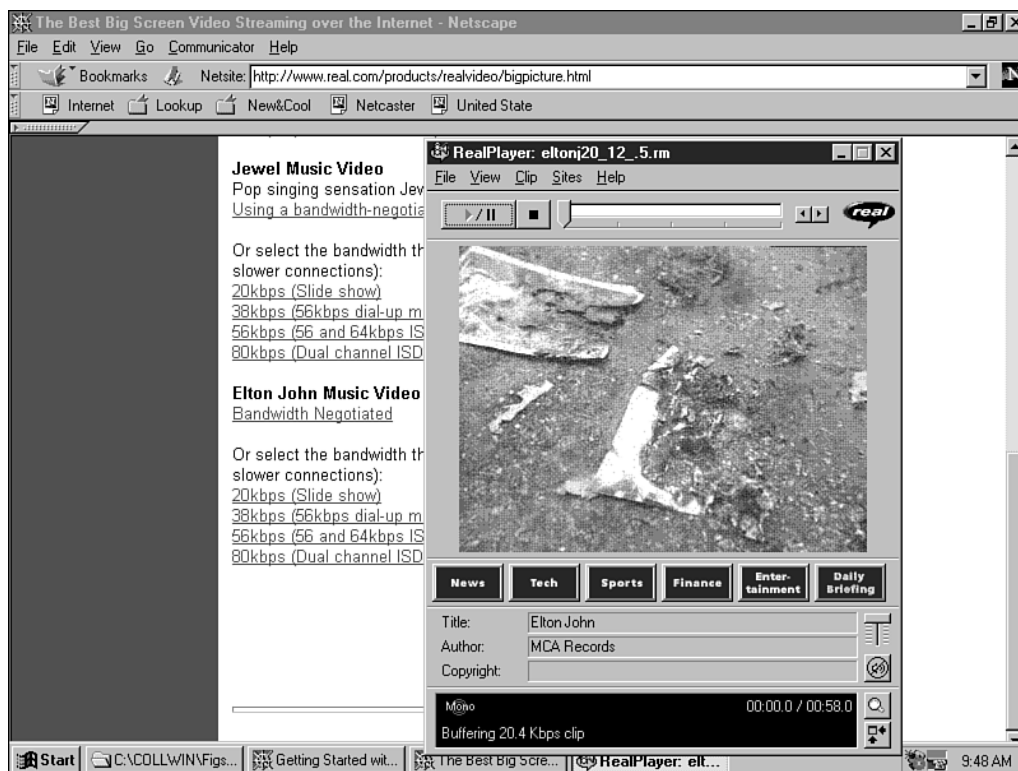 The Best Big Screen Video Streaming over the Internet - Netscape
File Edit View Go Communicator Help
Bookmarks Netsite: http://www.real.com/products/realvideo/bigpicture.html
N
Internet Lookup New&Cool Netcaster United State
Jewel Music Video
Pop singing sensation Jew
Using a bandwidth-negotia
Or select the bandwidth th
slower connections):
20kbps (Slide show)
38kbps (56kbps dial-up m
56kbps (56 and 64kbps IS
80kbps (Dual channel ISD
Elton John Music Video
Bandwidth Negotiated
Or select the bandwidth th
slower connections):
20kbps (Slide show)
38kbps (56kbps dial-up m
56kbps (56 and 64kbps IS
80kbps (Dual channel ISD
RealPlayer: eltonj20_12_.5.rm
File View Clip Sites Help
real
News Tech Sports Finance Enter-tainment Daily Briefing
Title: Elton John
Author: MCA Records
Copyright:
Mono 00:00.0 / 00:58.0
Buffering 20.4 Kbps clip
Start C:\COLLWIN\Figs... Getting Started wit... The Best Big Scre... RealPlayer: elt... 9:48 AM